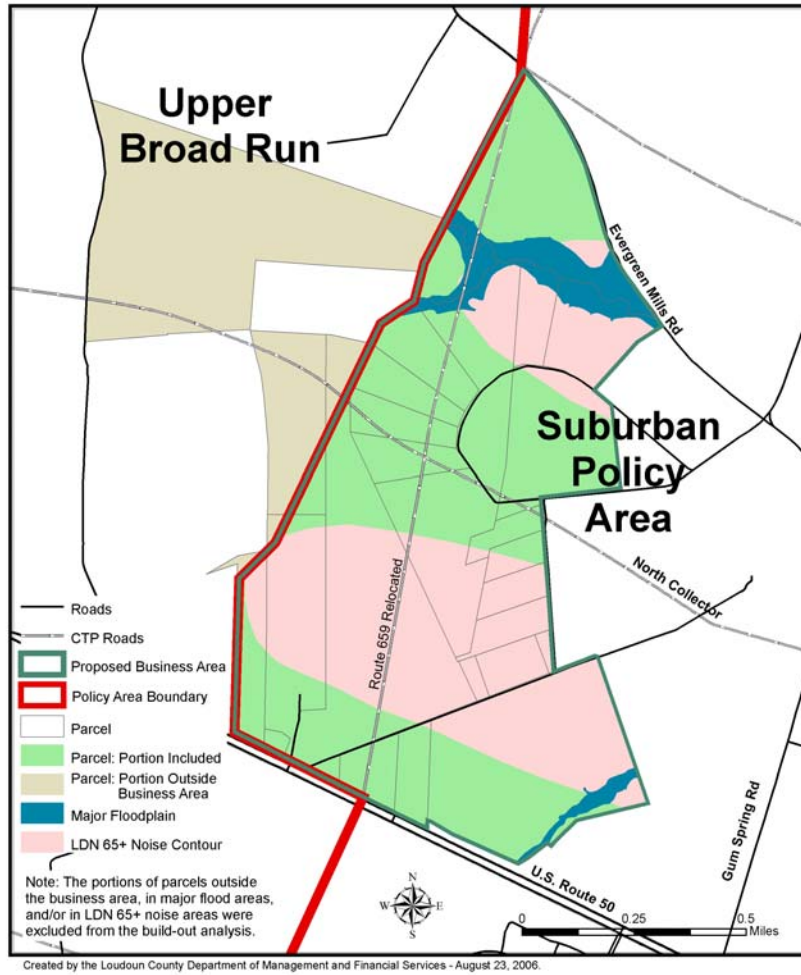 Upper
Broad Run
Evergreen Mills Rd
Suburban
Policy
Area
North Collector
Route 659 Relocated
Gum Spring Rd
U.S. Route 50
Roads
CTP Roads
Proposed Business Area
Policy Area Boundary
Parcel
Parcel: Portion Included
Parcel: Portion Outside
Business Area
Major Floodplain
LDN 65+ Noise Contour
Note: The portions of parcels outside
the business area, in major flood areas,
and/or in LDN 65+ noise areas were
excluded from the build-out analysis.
N
W E
S
0 0.25 0.5
Miles
Created by the Loudoun County Department of Management and Financial Services - August 23, 2006.